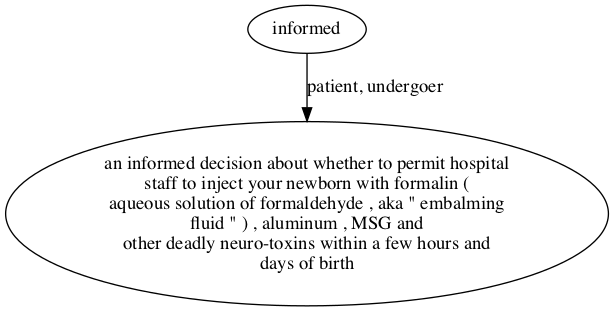 informed
patient, undergoer
an informed decision about whether to permit hospital
staff to inject your newborn with formalin (
aqueous solution of formaldehyde , aka " embalming
fluid " ) , aluminum , MSG and
other deadly neuro-toxins within a few hours and
days of birth